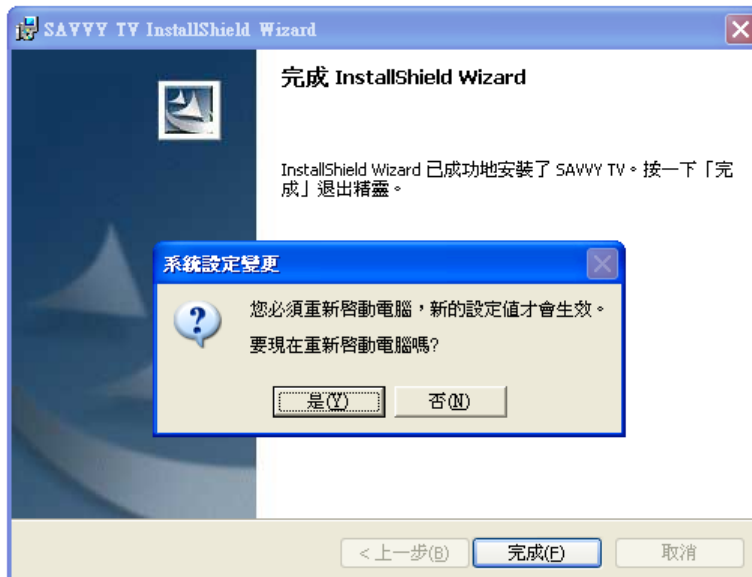 SAVVY TV InstallShield Wizard
完成 InstallShield Wizard
InstallShield Wizard 已成功地安裝了 SAVVY TV。按一下「完
成」退出精靈。
系統設定變更
您必須重新啓動電腦，新的設定值才會生效。
要現在重新啓動電腦嗎?
是(Y)
否(N)
< 上一步(B)
完成(F)
取消